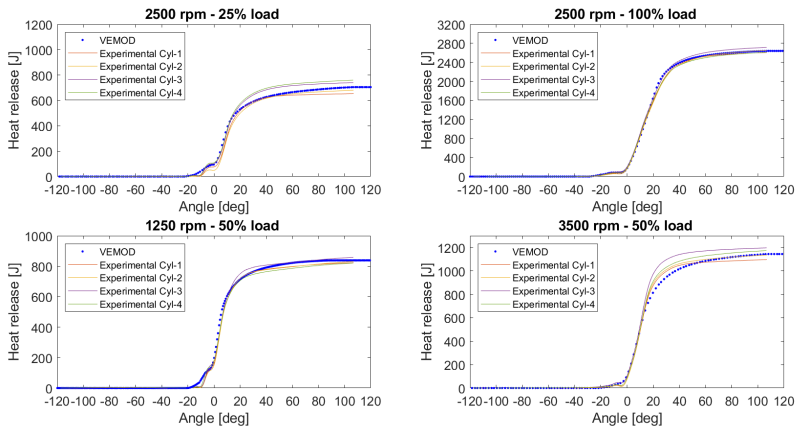 2500 rpm - 25% load
Heat release [J]
1200
1000
800
600
400
200
0
VEMOD
Experimental Cyl-1
Experimental Cyl-2
Experimental Cyl-3
Experimental Cyl-4
-120 -100 -80 -60 -40 -20 0 20 40 60 80 100 120
Angle [deg]
2500 rpm - 100% load
Heat release [J]
3200
2800
2400
2000
1600
1200
800
400
0
VEMOD
Experimental Cyl-1
Experimental Cyl-2
Experimental Cyl-3
Experimental Cyl-4
-120 -100 -80 -60 -40 -20 0 20 40 60 80 100 120
Angle [deg]
1250 rpm - 50% load
Heat release [J]
1000
800
600
400
200
0
VEMOD
Experimental Cyl-1
Experimental Cyl-2
Experimental Cyl-3
Experimental Cyl-4
-120 -100 -80 -60 -40 -20 0 20 40 60 80 100 120
Angle [deg]
3500 rpm - 50% load
Heat release [J]
1200
1000
800
600
400
200
0
VEMOD
Experimental Cyl-1
Experimental Cyl-2
Experimental Cyl-3
Experimental Cyl-4
-120 -100 -80 -60 -40 -20 0 20 40 60 80 100 120
Angle [deg]